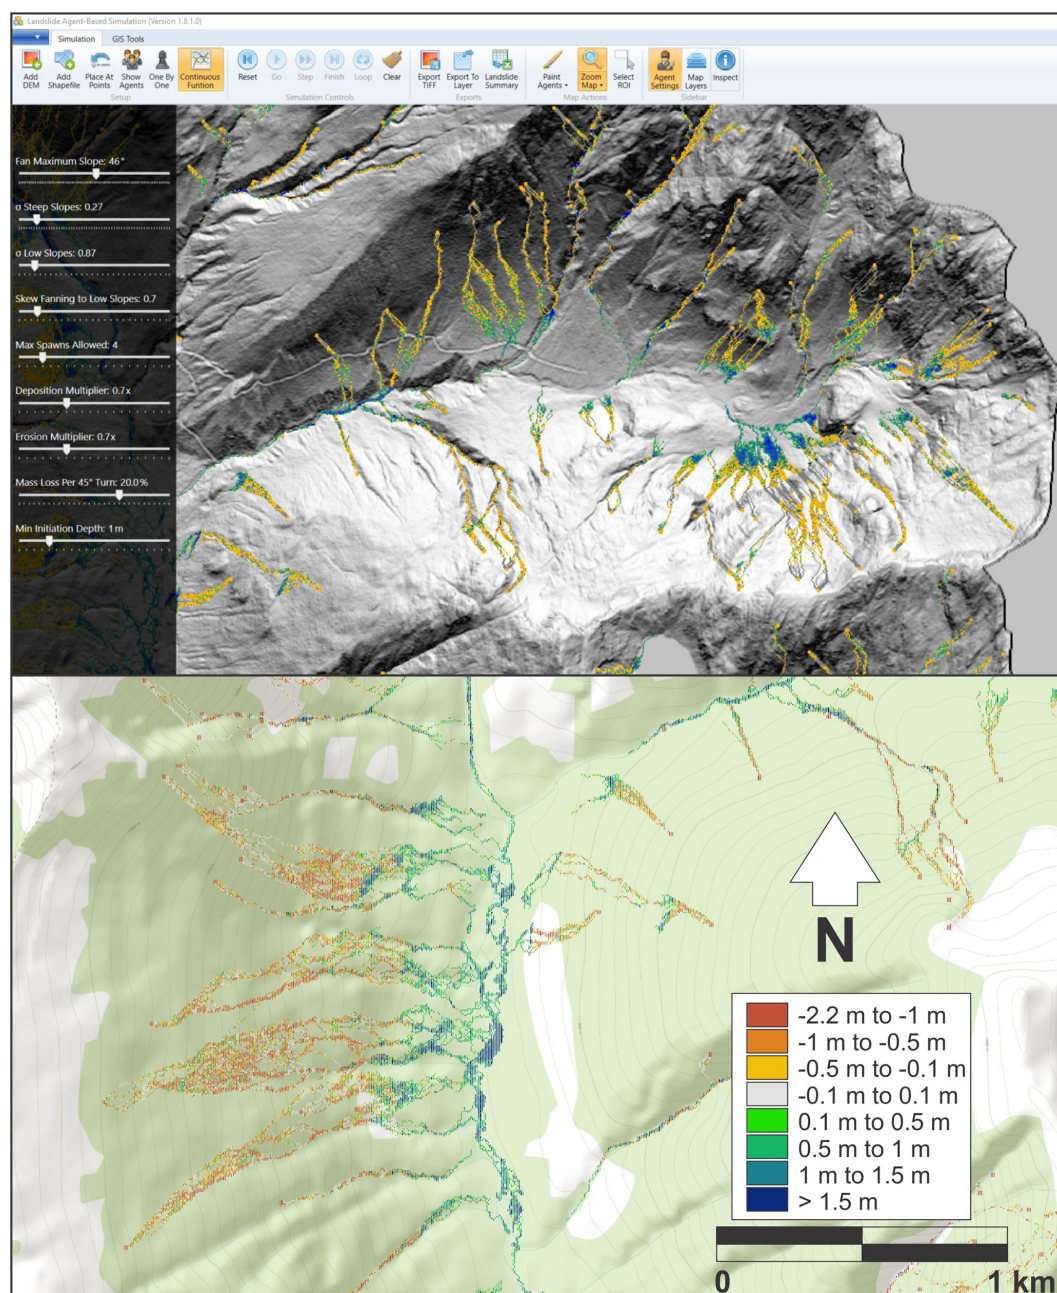 Landslide Agent-Based Simulation (Version 1.8.1.0)
Simulation GIS Tools
Add DEM
Add Shapefile
Place At Points
Show Agents
One By One
Continuous Funtion
Reset
Go
Step
Finish
Loop
Clear
Export TIFF
Export To Layer
Landslide Summary
Paint Agents
Zoom Map
Select ROI
Agent Settings
Map Layers
Inspect
Setup
Simulation Controls
Exports
Map Actions
Sidebar
Fan Maximum Slope: 46°
σ Steep Slopes: 0.27
σ Low Slopes: 0.87
Skew Fanning to Low Slopes: 0.7
Max Spawns Allowed: 4
Deposition Multiplier: 0.7x
Erosion Multiplier: 0.7x
Mass Loss Per 45° Turn: 20.0%
Min Initiation Depth: 1 m
N
-2.2 m to -1 m
-1 m to -0.5 m
-0.5 m to -0.1 m
-0.1 m to 0.1 m
0.1 m to 0.5 m
0.5 m to 1 m
1 m to 1.5 m
> 1.5 m
0 1 km